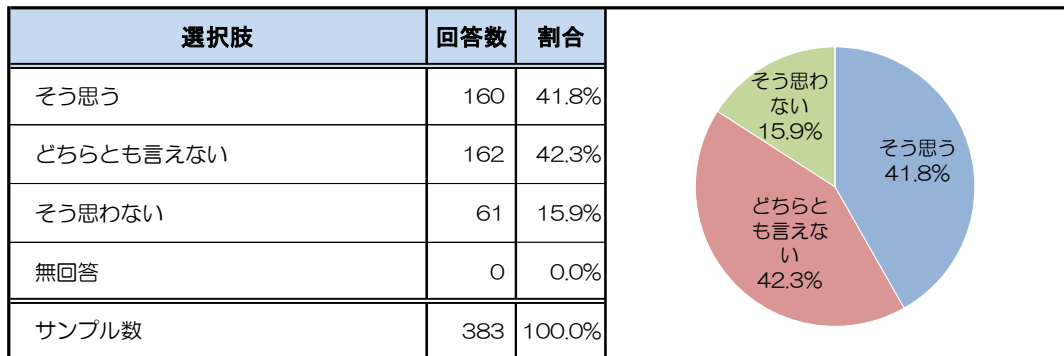 選択肢 回答数 割合
そう思う 160 41.8%
どちらとも言えない 162 42.3%
そう思わない 61 15.9%
無回答 0 0.0%
サンプル数 383 100.0%
そう思わ
ない
15.9%
そう思う
41.8%
どちらと
も言えな
い
42.3%